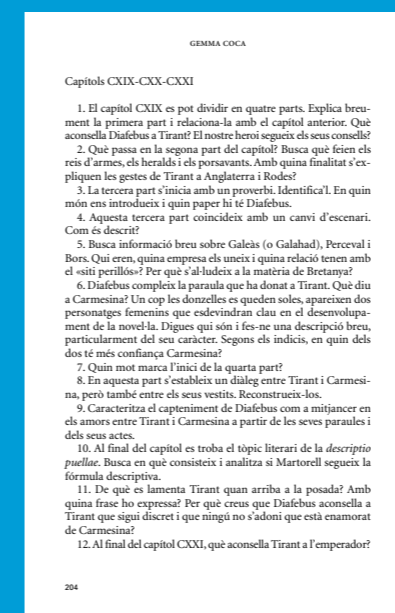 GEMMA COCA
Capítols CXIX-CXX-CXXI
1. El capítol CXIX es pot dividir en quatre parts. Explica breu-
ment la primera part i relaciona-la amb el capítol anterior. Què
aconsella Diafebus a Tirant? El nostre heroi segueix els seus consells?
2. Què passa en la segona part del capítol? Busca què feien els
reis d'armes, els heralds i els porsavants. Amb quina finalitat s'ex-
pliquen les gestes de Tirant a Anglaterra i Rodes?
3. La tercera part s'inicia amb un proverbi. Identifica'l. En quin
món ens introdueix i quin paper hi té Diafebus.
4. Aquesta tercera part coincideix amb un canvi d'escenari.
Com és descrit?
5. Busca informació breu sobre Galeàs (o Galahad), Perceval i
Bors. Qui eren, quina empresa els uneix i quina relació tenen amb
el «siti perillós»? Per què s'al·ludeix a la matèria de Bretanya?
6. Diafebus compleix la paraula que ha donat a Tirant. Què diu
a Carmesina? Un cop les donzelles es queden soles, apareixen dos
personatges femenins que esdevindran clau en el desenvolupa-
ment de la novel·la. Digues qui són i fes-ne una descripció breu,
particularment del seu caràcter. Segons els indicis, en quin dels
dos té més confiança Carmesina?
7. Quin mot marca l'inici de la quarta part?
8. En aquesta part s'estableix un diàleg entre Tirant i Carmesi-
na, però també entre els seus vestits. Reconstrueix-los.
9. Caracteritza el capteniment de Diafebus com a mitjancer en
els amors entre Tirant i Carmesina a partir de les seves paraules i
dels seus actes.
10. Al final del capítol es troba el tòpic literari de la descriptio
puellae. Busca en què consisteix i analitza si Martorell segueix la
fórmula descriptiva.
11. De què es lamenta Tirant quan arriba a la posada? Amb
quina frase ho expressa? Per què creus que Diafebus aconsella a
Tirant que sigui discret i que ningú no s'adoni que està enamorat
de Carmesina?
12. Al final del capítol CXXI, què aconsella Tirant a l'emperador?
204